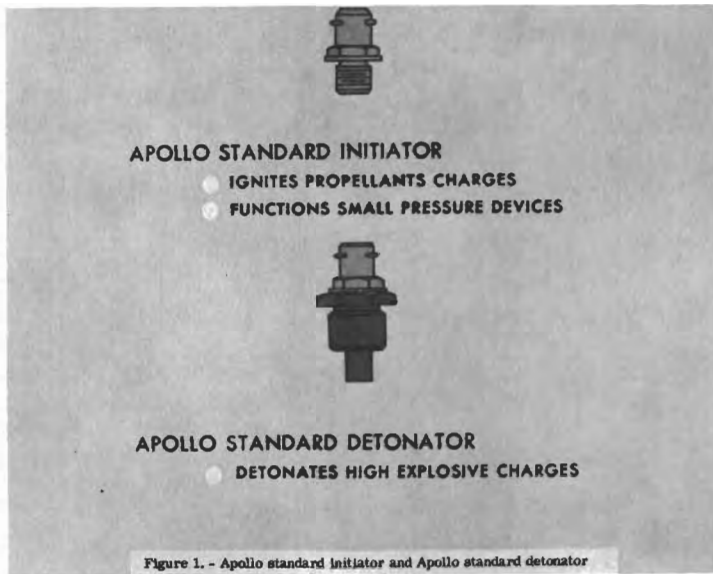 APOLLO STANDARD INITIATOR
IGNITES PROPELLANTS CHARGES
FUNCTIONS SMALL PRESSURE DEVICES
APOLLO STANDARD DETONATOR
DETONATES HIGH EXPLOSIVE CHARGES
Figure 1. - Apollo standard initiator and Apollo standard detonator